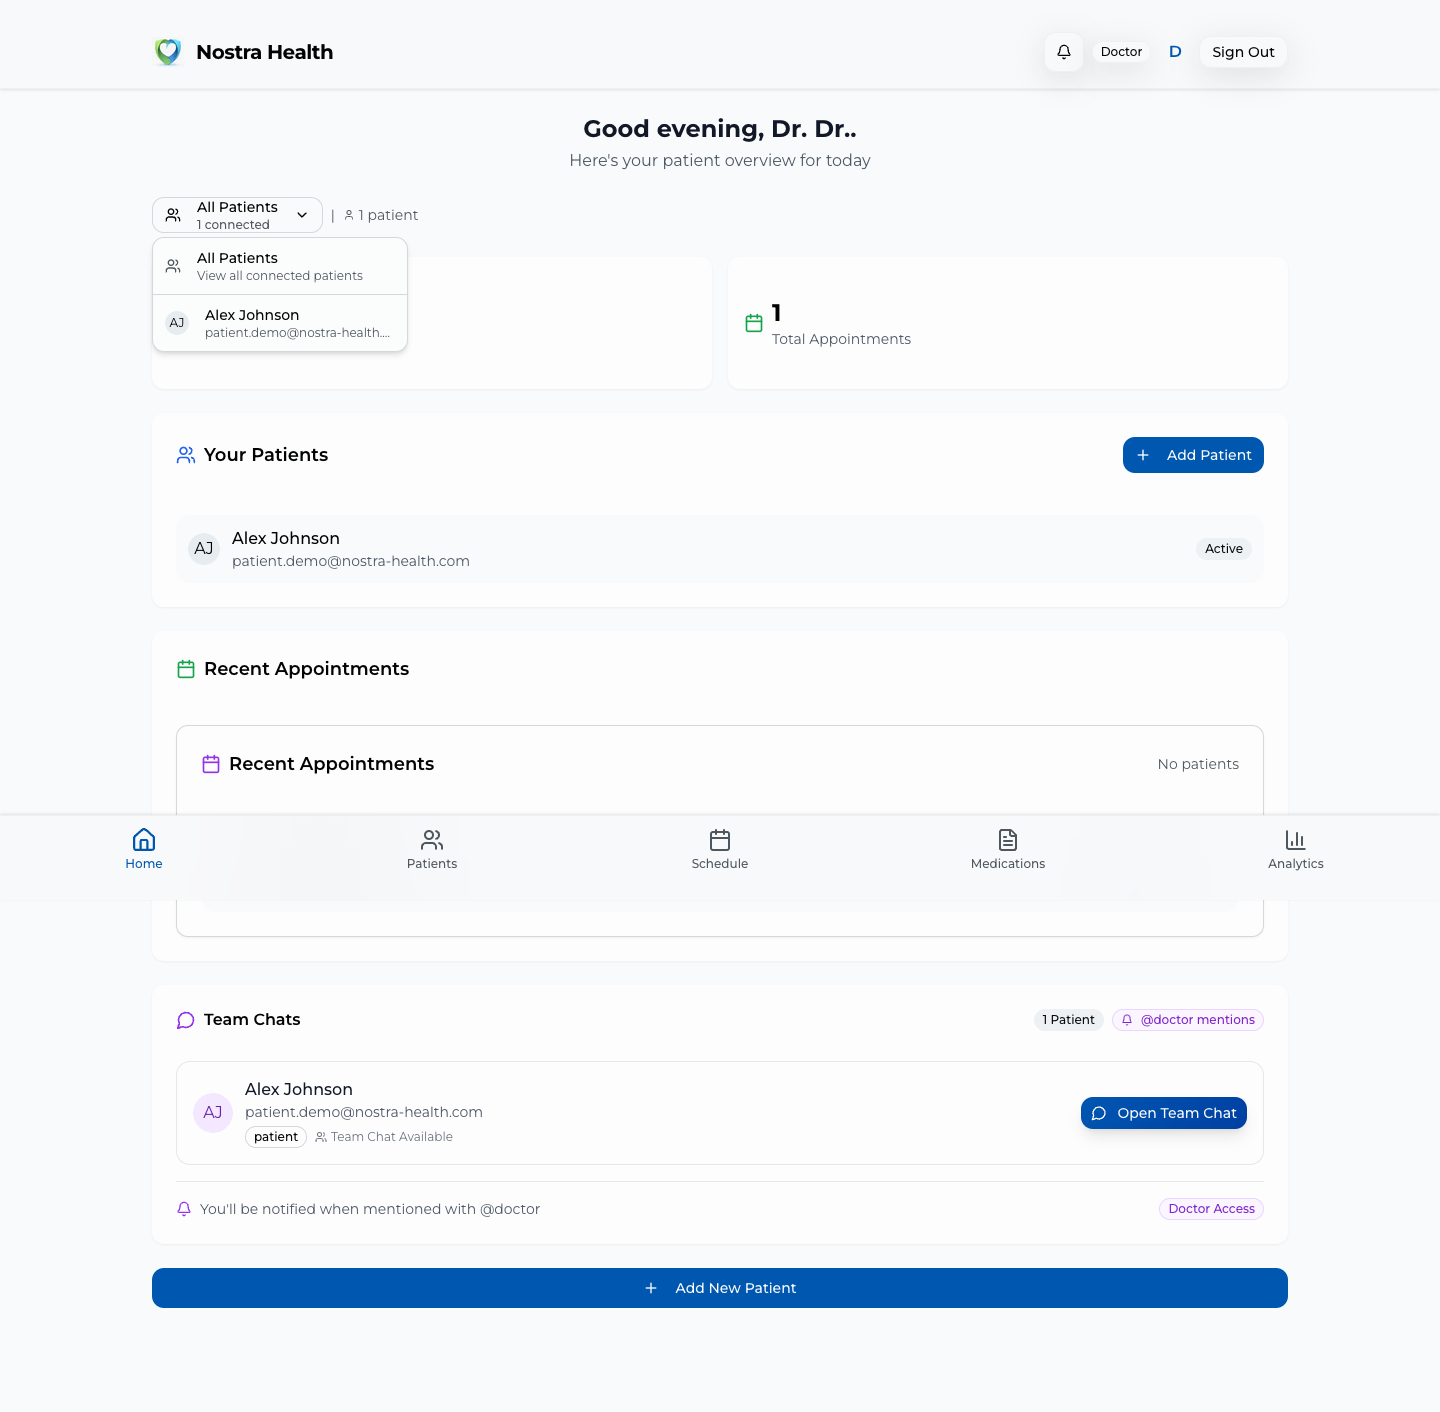 Nostra Health
Doctor
D
Sign Out
Good evening, Dr. Dr..
Here's your patient overview for today
All Patients
1 connected
| 1 patient
All Patients
View all connected patients
AJ
Alex Johnson
patient.demo@nostra-health....
1
Total Appointments
Your Patients
Add Patient
AJ
Alex Johnson
patient.demo@nostra-health.com
Active
Recent Appointments
Recent Appointments
No patients
Home
Patients
Schedule
Medications
Analytics
Team Chats
1 Patient
@doctor mentions
AJ
Alex Johnson
patient.demo@nostra-health.com
patient
Team Chat Available
Open Team Chat
You'll be notified when mentioned with @doctor
Doctor Access
Add New Patient